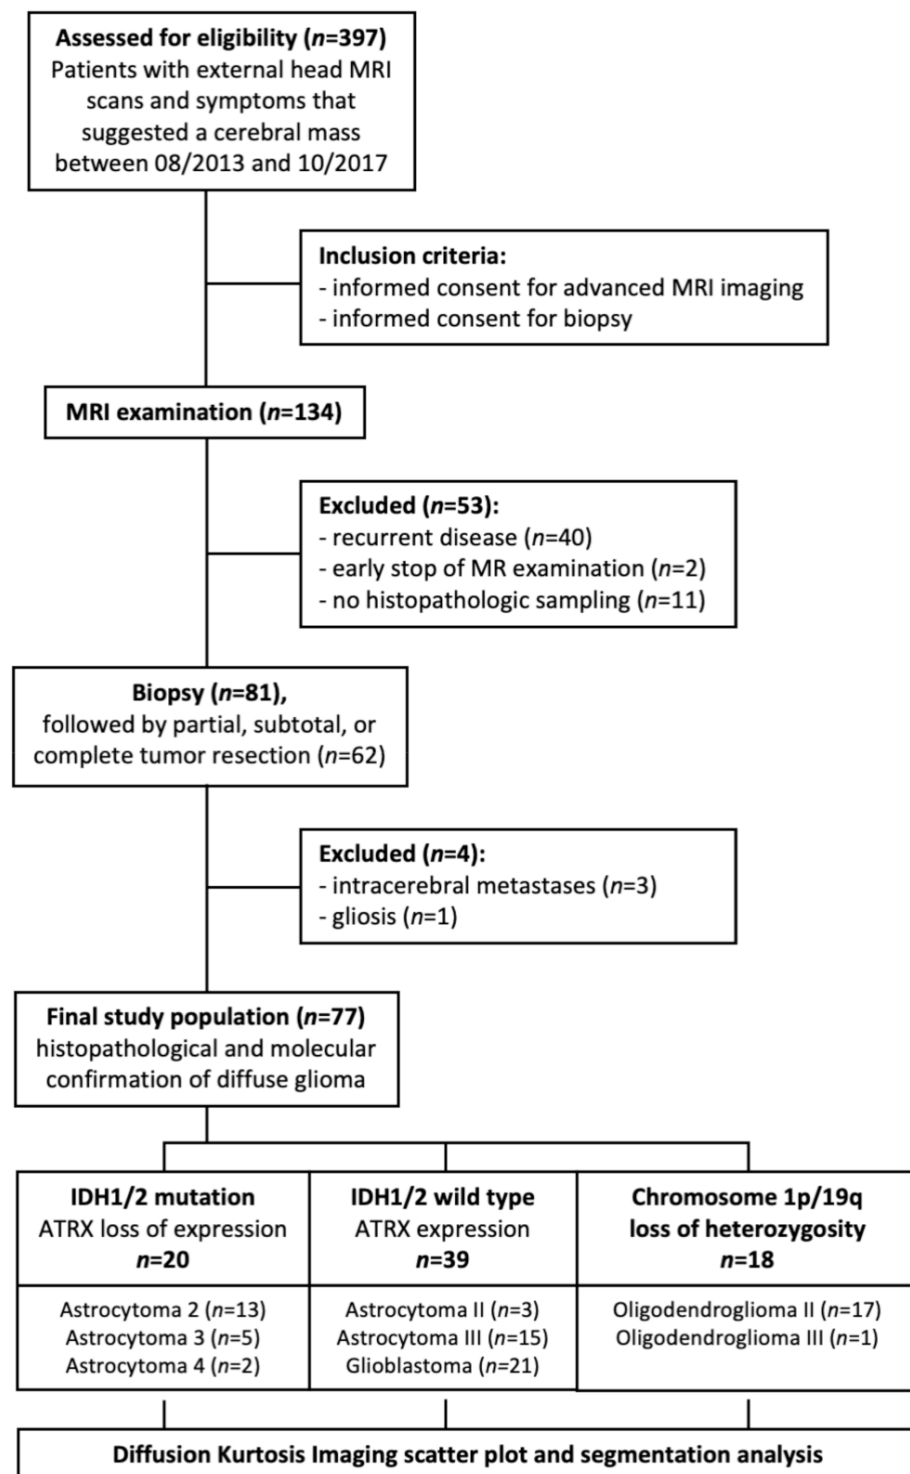 Assessed for eligibility (n=397)
Patients with external head MRI
scans and symptoms that
suggested a cerebral mass
between 08/2013 and 10/2017
Inclusion criteria:
- informed consent for advanced MRI imaging
- informed consent for biopsy
MRI examination (n=134)
Excluded (n=53):
- recurrent disease (n=40)
- early stop of MR examination (n=2)
- no histopathologic sampling (n=11)
Biopsy (n=81),
followed by partial, subtotal, or
complete tumor resection (n=62)
Excluded (n=4):
- intracerebral metastases (n=3)
- gliosis (n=1)
Final study population (n=77)
histopathological and molecular
confirmation of diffuse glioma
IDH1/2 mutation
ATRX loss of expression
n=20
Astrocytoma 2 (n=13)
Astrocytoma 3 (n=5)
Astrocytoma 4 (n=2)
IDH1/2 wild type
ATRX expression
n=39
Astrocytoma II (n=3)
Astrocytoma III (n=15)
Glioblastoma (n=21)
Chromosome 1p/19q
loss of heterozygosity
n=18
Oligodendroglioma II (n=17)
Oligodendroglioma III (n=1)
Diffusion Kurtosis Imaging scatter plot and segmentation analysis